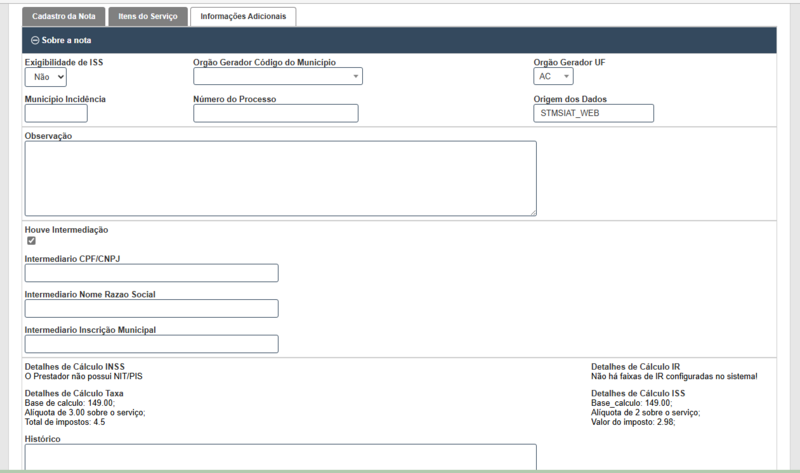 Cadastro da Nota Itens do Serviço Informações Adicionais
Sobre a nota
Exigibilidade de ISS Orgão Gerador Código do Município Orgão Gerador UF
Não AC
Município Incidência Número do Processo Origem dos Dados
STMSIAT_WEB
Observação
Houve Intermediação
Intermediario CPF/CNPJ
Intermediario Nome Razao Social
Intermediario Inscrição Municipal
Detalhes de Cálculo INSS Detalhes de Cálculo IR
O Prestador não possui NIT/PIS Não há faixas de IR configuradas no sistema!
Detalhes de Cálculo Taxa Detalhes de Cálculo ISS
Base de calculo: 149.00; Base_calculo: 149.00;
Alíquota de 3.00 sobre o serviço; Alíquota de 2 sobre o serviço;
Total de impostos: 4.5 Valor do imposto: 2.98;
Histórico